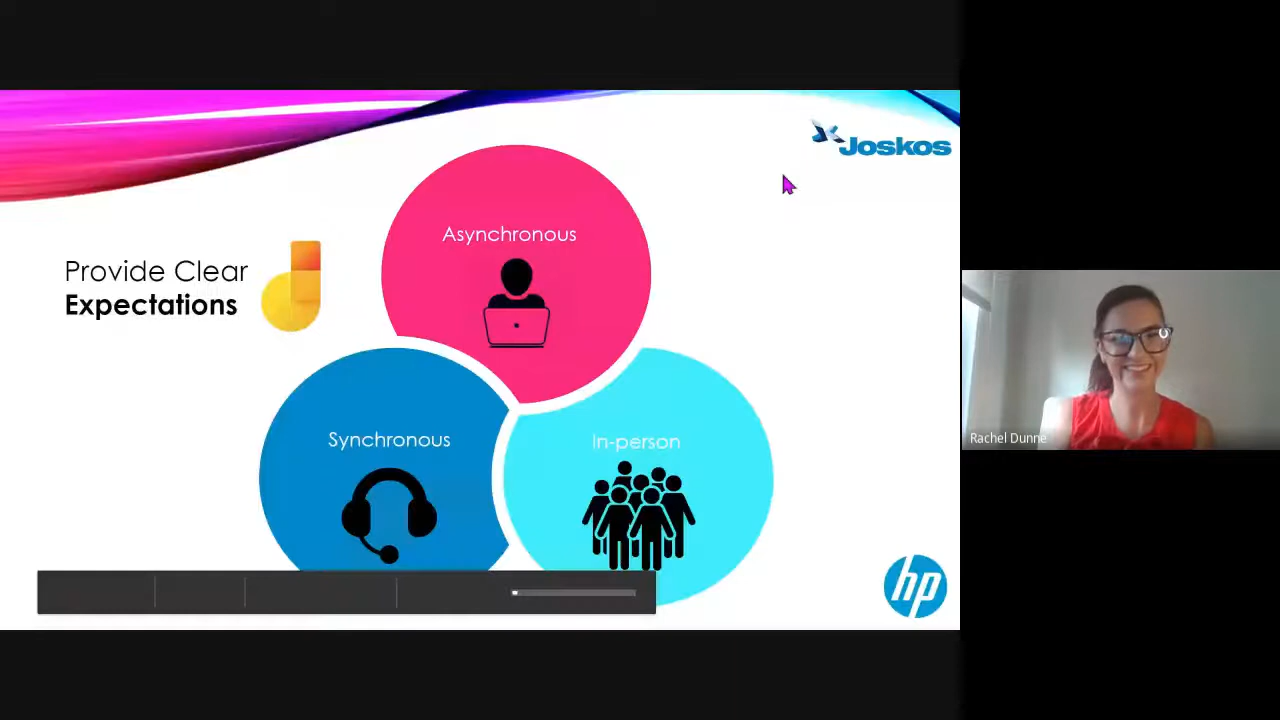 Joskos
Asynchronous
Provide Clear
Expectations
Synchronous
In-person
Rachel Dunne
hp